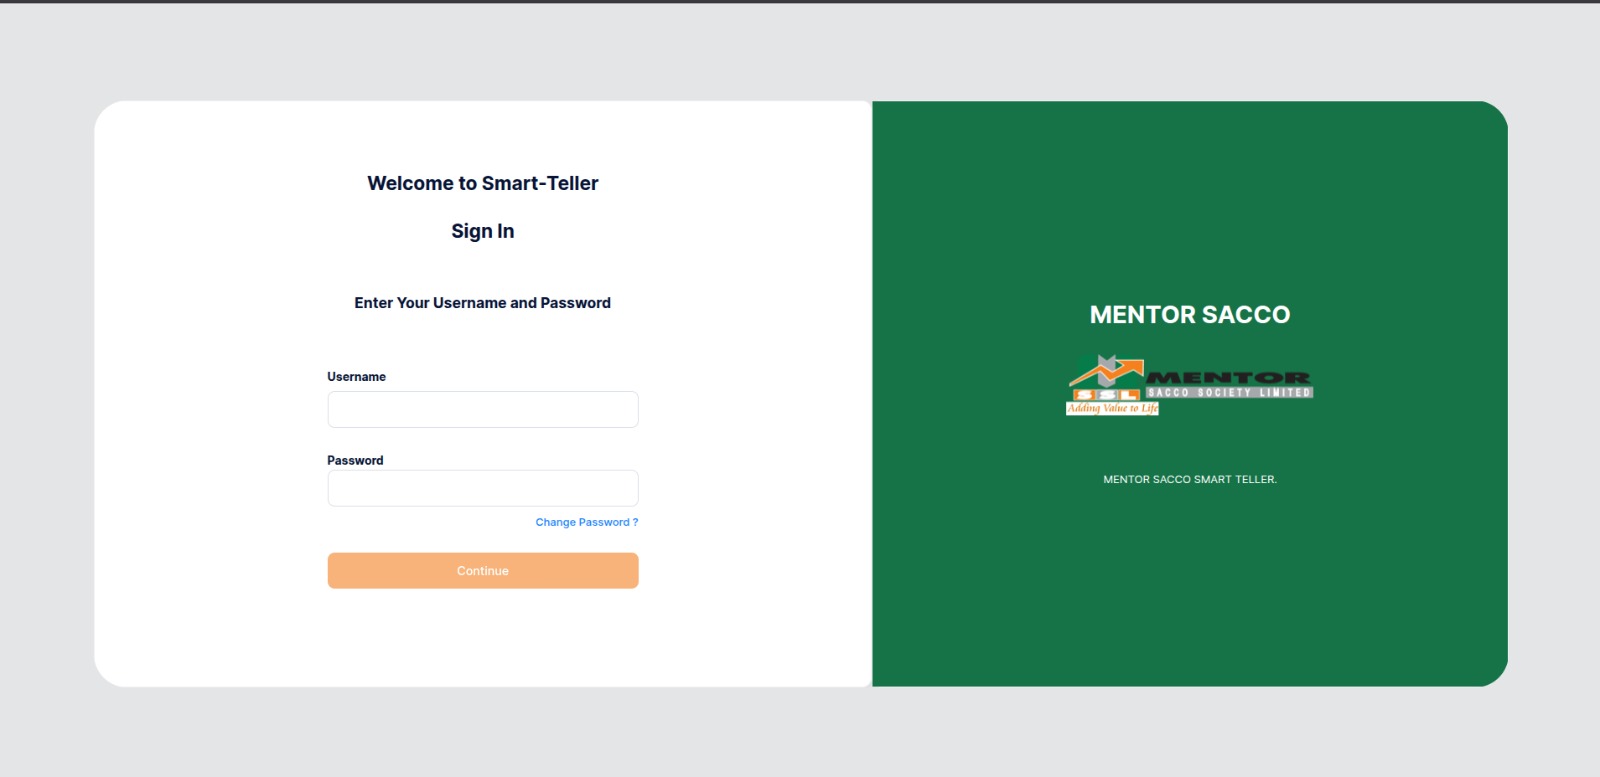 Welcome to Smart-Teller
Sign In
Enter Your Username and Password
Username
Password
Change Password ?
Continue
MENTOR SACCO
MENTOR
SACCO SOCIETY LIMITED
SSL
Adding Value to Life
MENTOR SACCO SMART TELLER.